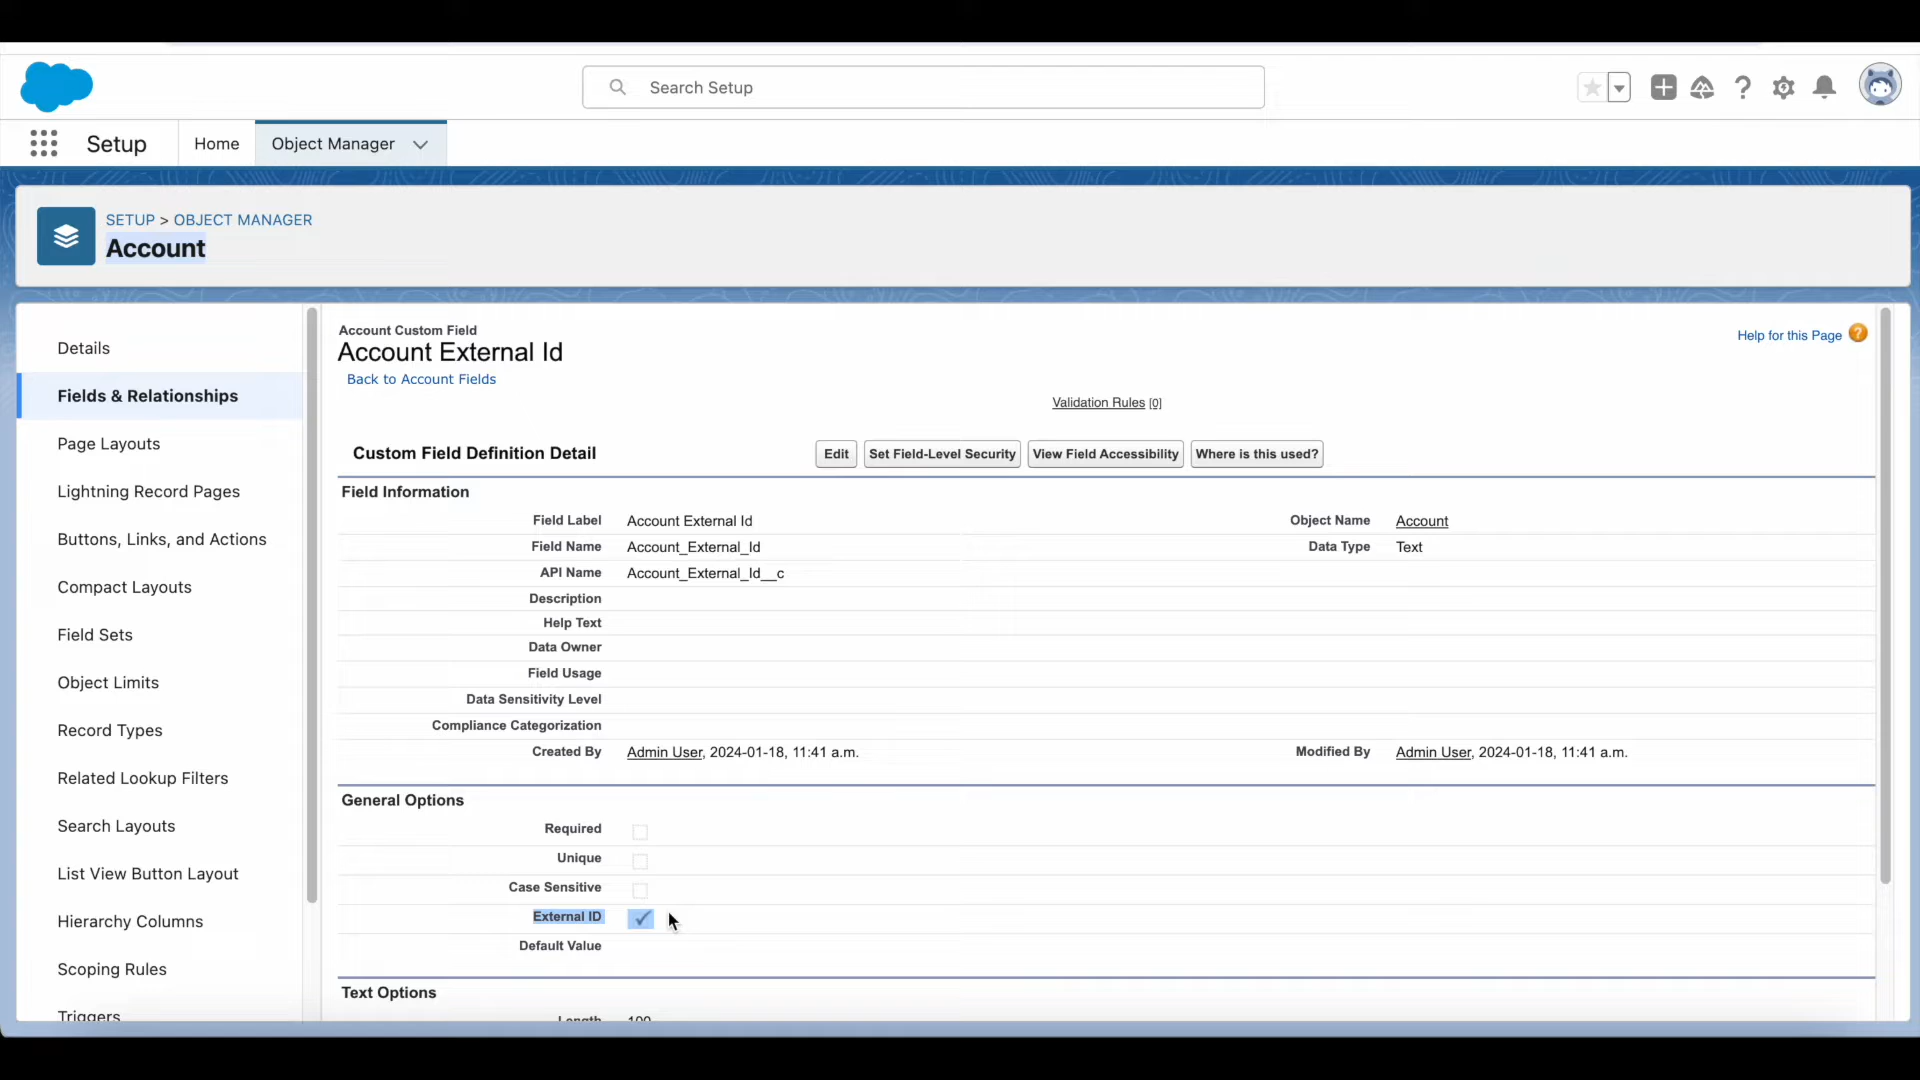 Search Setup
Setup
Home
Object Manager
SETUP > OBJECT MANAGER
Account
Details
Fields & Relationships
Page Layouts
Lightning Record Pages
Buttons, Links, and Actions
Compact Layouts
Field Sets
Object Limits
Record Types
Related Lookup Filters
Search Layouts
List View Button Layout
Hierarchy Columns
Scoping Rules
Triggers
Account Custom Field
Account External Id
Back to Account Fields
Help for this Page ?
Validation Rules [0]
Custom Field Definition Detail
Edit
Set Field-Level Security
View Field Accessibility
Where is this used?
Field Information
Field Label Account External Id Object Name Account
Field Name Account_External_Id Data Type Text
API Name Account_External_Id__c
Description
Help Text
Data Owner
Field Usage
Data Sensitivity Level
Compliance Categorization
Created By Admin User, 2024-01-18, 11:41 a.m. Modified By Admin User, 2024-01-18, 11:41 a.m.
General Options
Required
Unique
Case Sensitive
External ID
Default Value
Text Options
Length 100